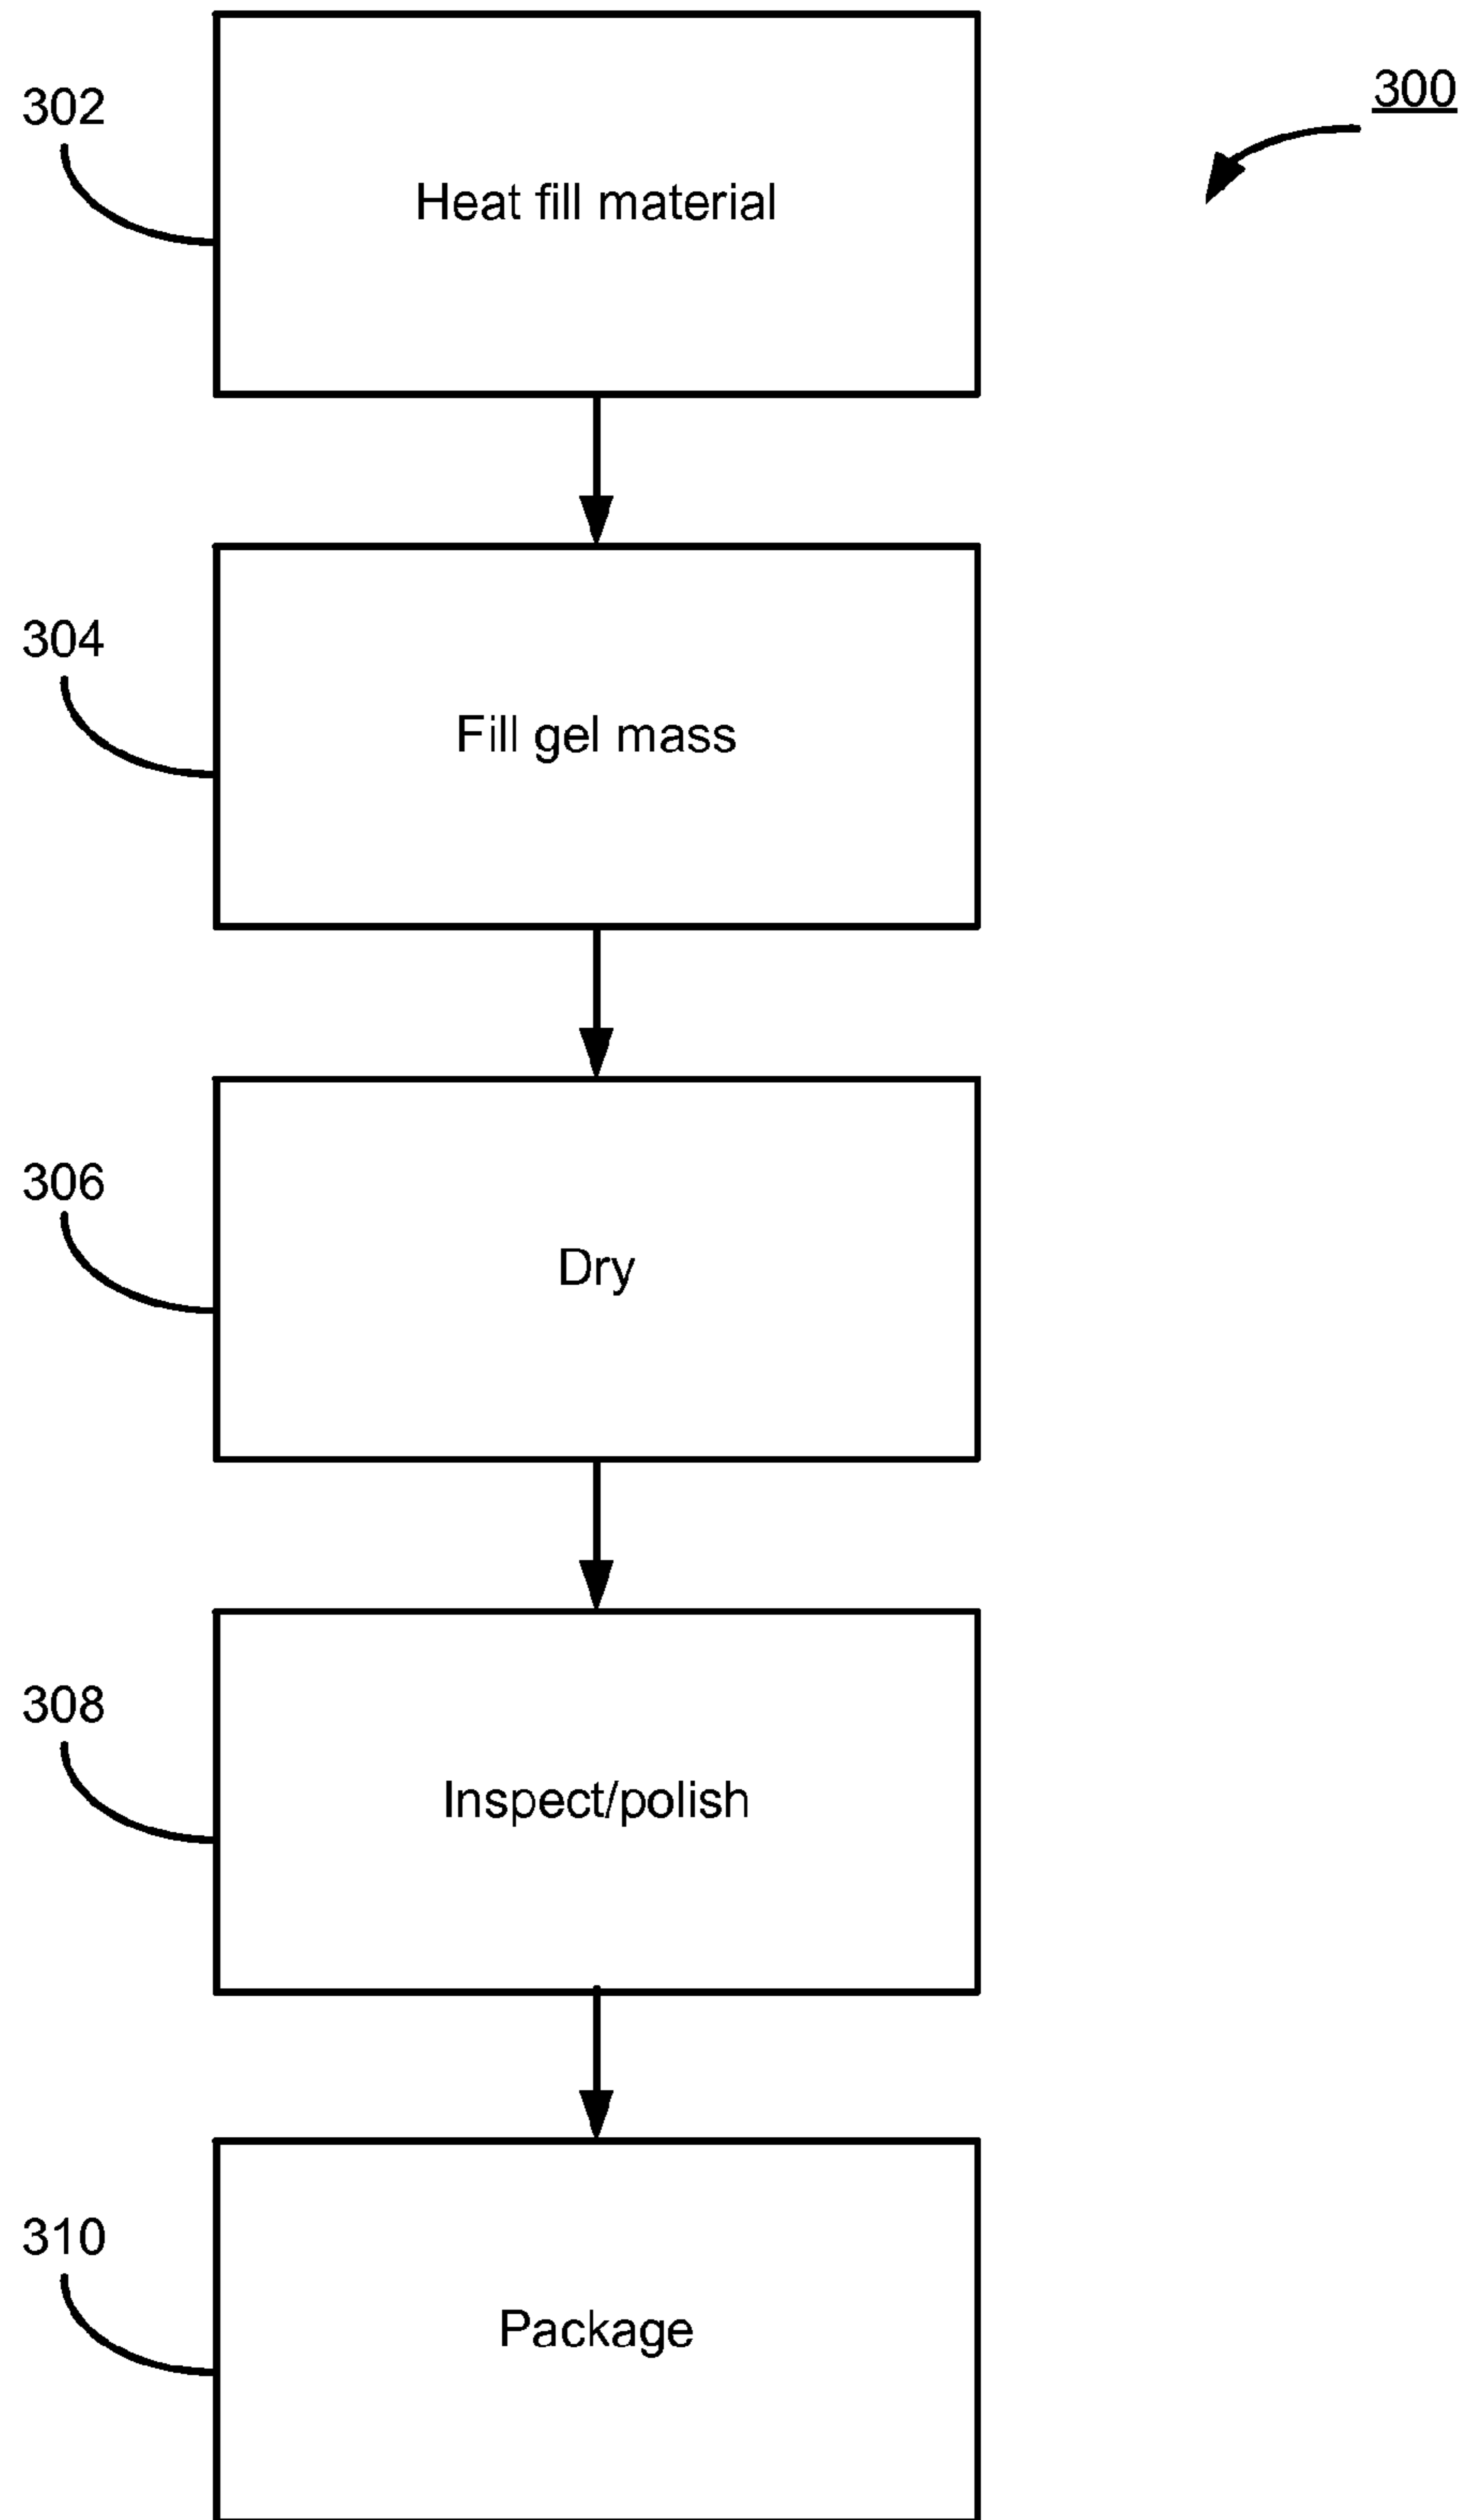 300
302
Heat fill material
304
Fill gel mass
306
Dry
308
Inspect/polish
310
Package